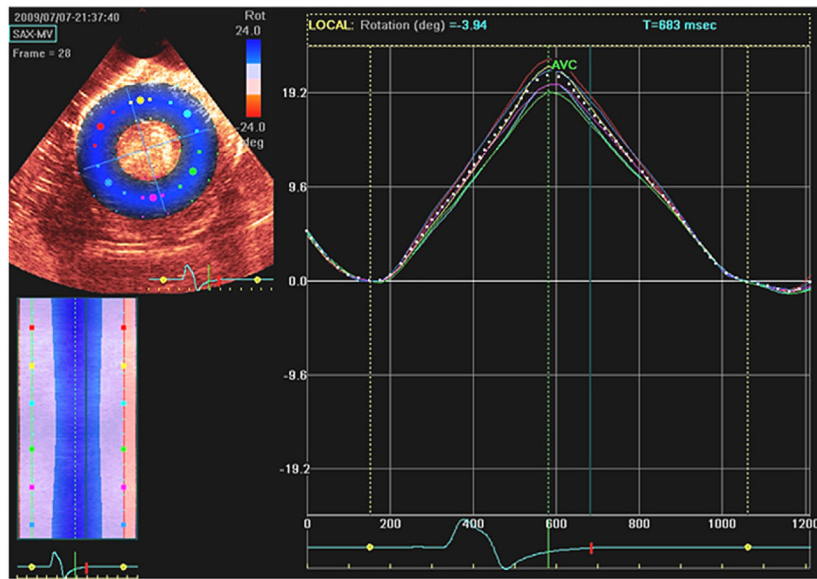 2009/07/07-21:37:40
SAX-MV
Frame = 28
Rot
24.0
-24.0
deg
LOCAL: Rotation (deg) =-3.94 T=683 msec
AVC
19.2
9.6
0.0
-9.6
-19.2
0 200 400 600 800 1000 1200